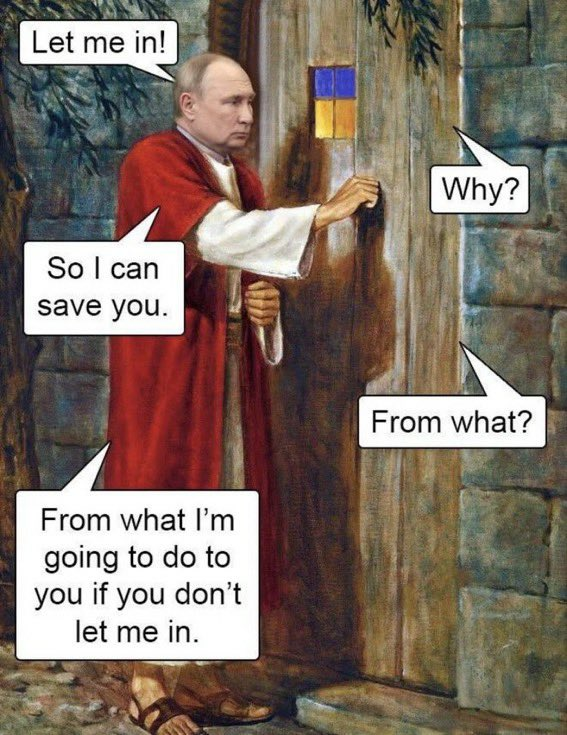 Let me in!
Why?
So I can
save you.
From what?
From what I'm
going to do to
you if you don't
let me in.